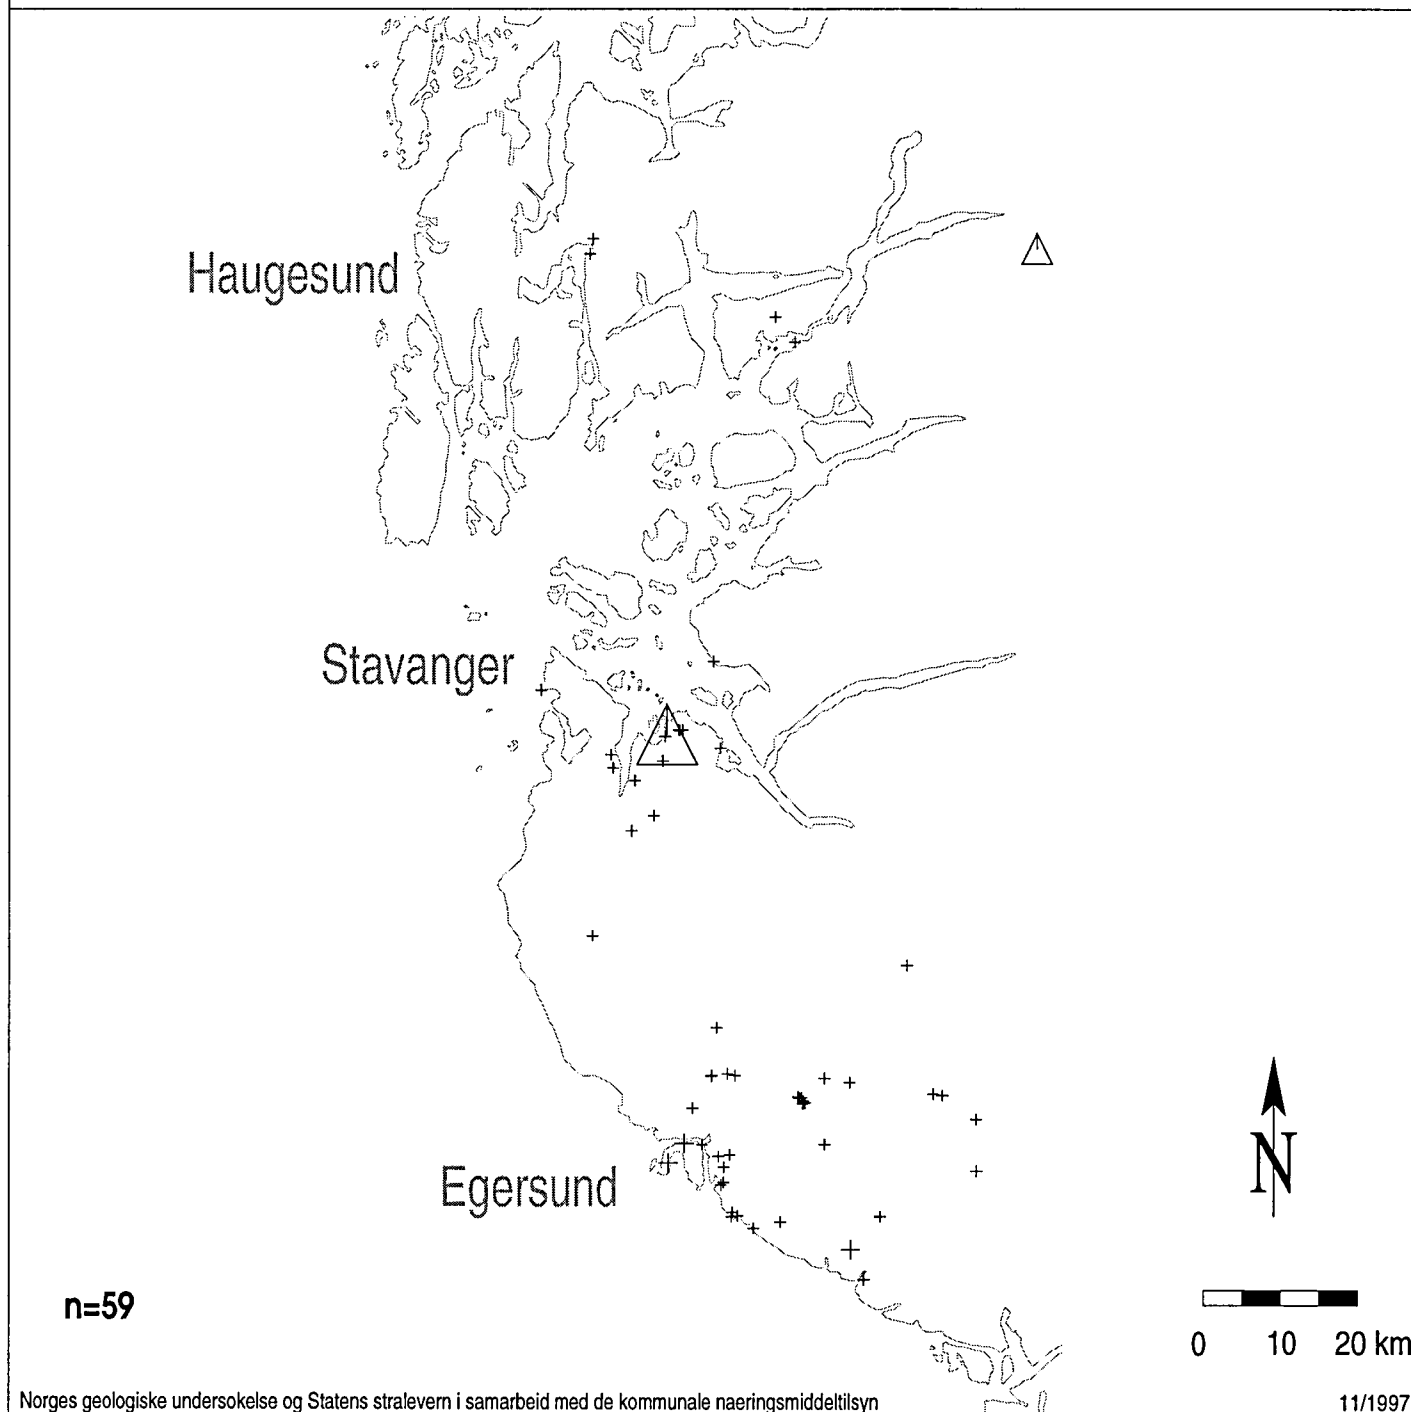 Haugesund
Stavanger
Egersund
N
n=59
0 10 20 km
Norges geologiske undersokelse og Statens stralevern i samarbeid med de kommunale naeringsmiddeltilsyn 11/1997